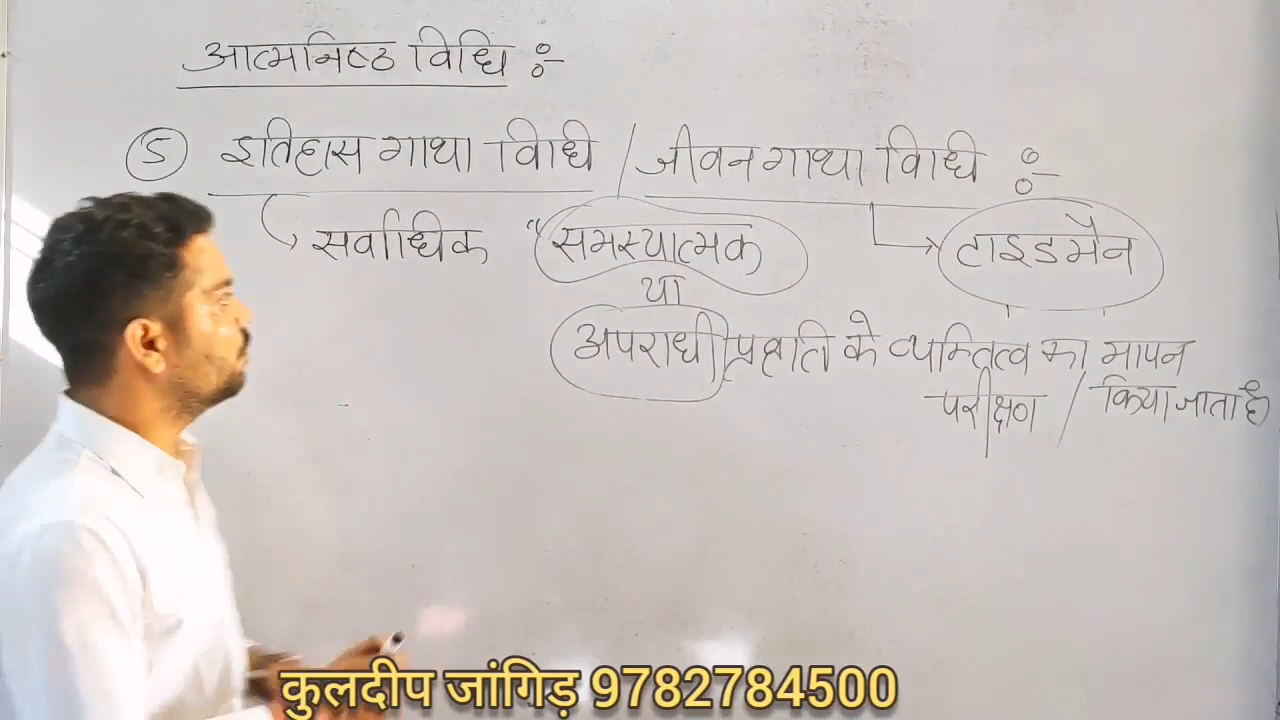 आत्मनिष्ठ विधि :-
(5) इतिहास गाथा विधि / जीवन गाथा विधि :-
सर्वाधिक "समस्यात्मक टाइडमैन
या
अपराधी प्रवृति के व्यक्तित्व का मापन
परीक्षण / किया जाता है
कुलदीप जांगिड़ 9782784500